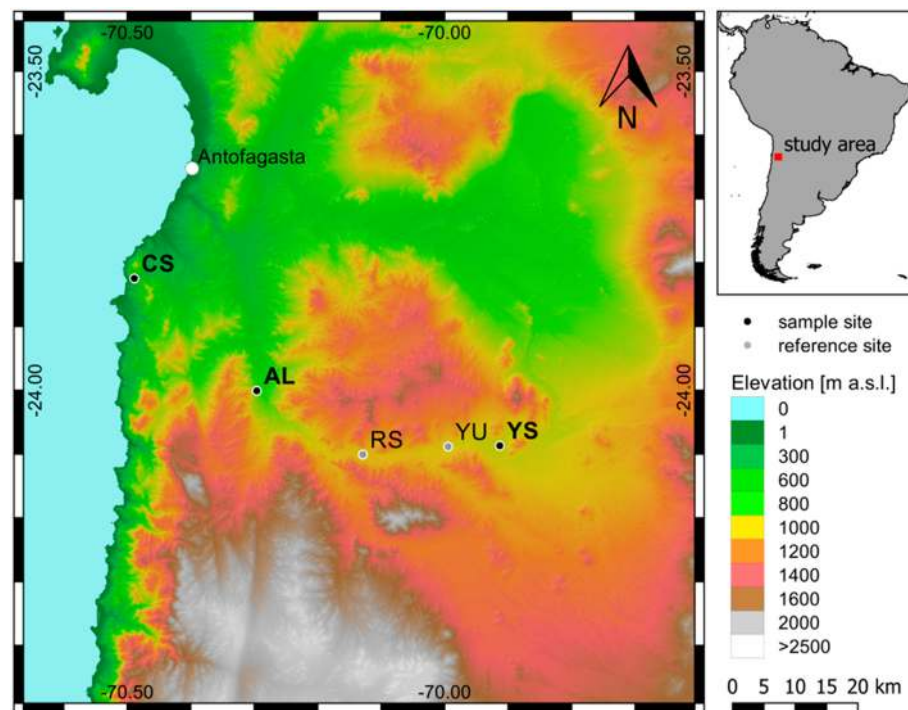 -70.50
-70.00
-23.50
-23.50
N
Antofagasta
CS
AL
-24.00
-24.00
RS
YU
YS
-70.50
-70.00
study area
sample site
reference site
Elevation [m a.s.l.]
0
1
300
600
800
1000
1200
1400
1600
2000
>2500
0 5 10 20 km